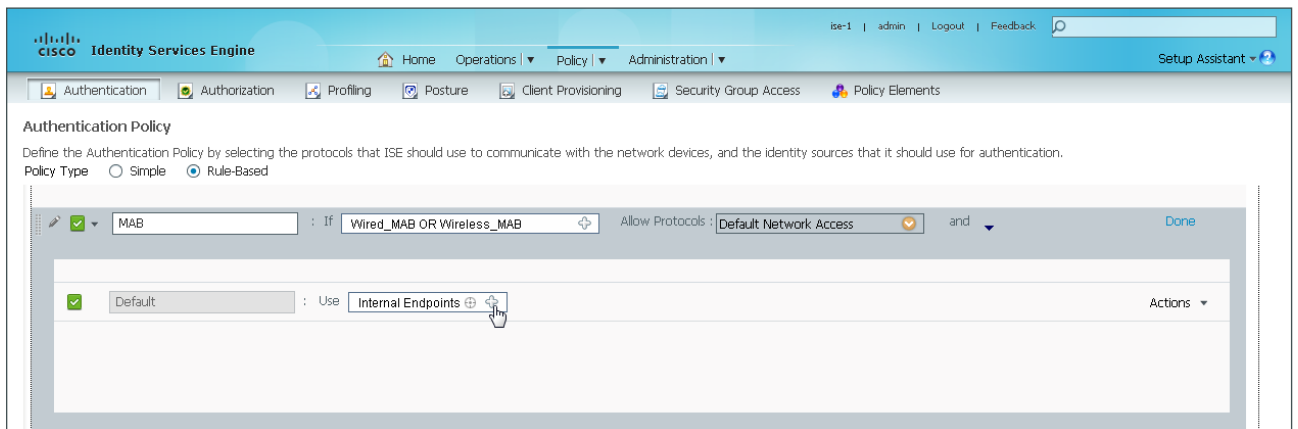 ise-1 | admin | Logout | Feedback
CISCO Identity Services Engine
Home Operations | Policy | Administration | Setup Assistant
Authentication Authorization Profiling Posture Client Provisioning Security Group Access Policy Elements
Authentication Policy
Define the Authentication Policy by selecting the protocols that ISE should use to communicate with the network devices, and the identity sources that it should use for authentication.
Policy Type Simple Rule-Based
MAB : If Wired_MAB OR Wireless_MAB Allow Protocols : Default Network Access and Done
Default : Use Internal Endpoints Actions